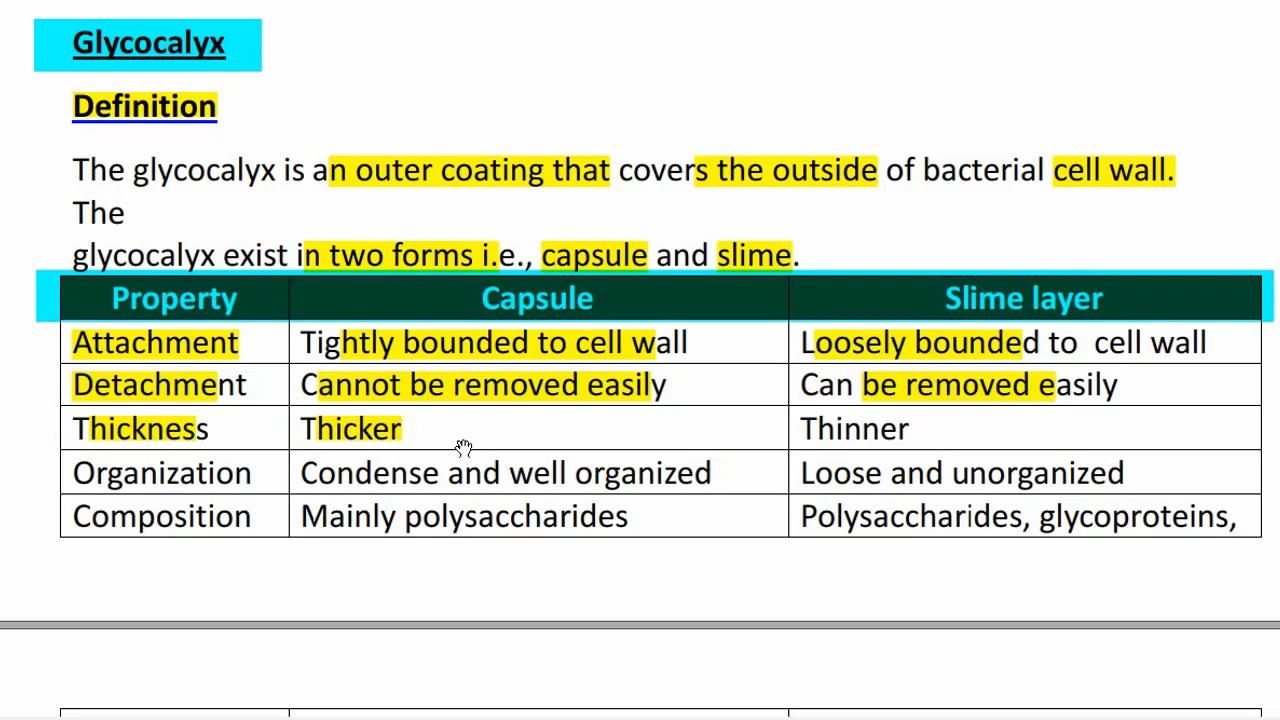 Glycocalyx
Definition
The glycocalyx is an outer coating that covers the outside of bacterial cell wall.
The
glycocalyx exist in two forms i.e., capsule and slime.
Property Capsule Slime layer
Attachment Tightly bounded to cell wall Loosely bounded to cell wall
Detachment Cannot be removed easily Can be removed easily
Thickness Thicker Thinner
Organization Condense and well organized Loose and unorganized
Composition Mainly polysaccharides Polysaccharides, glycoproteins,